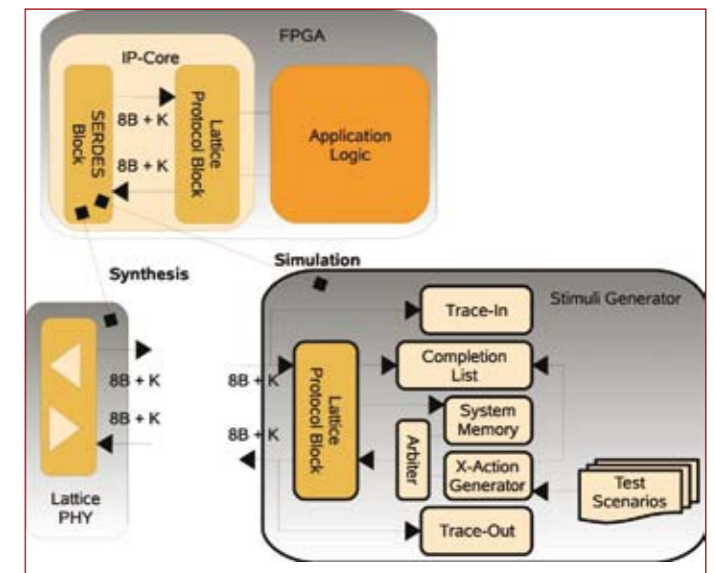 FPGA
IP-Core
SERDES
Block
8B + K
8B + K
Lattice
Protocol Block
Application
Logic
Synthesis
Simulation
Lattice
PHY
8B + K
8B + K
Stimuli Generator
8B + K
8B + K
Lattice
Protocol Block
Trace-In
Completion
List
System
Memory
Arbiter
X-Action
Generator
Trace-Out
Test
Scenarios